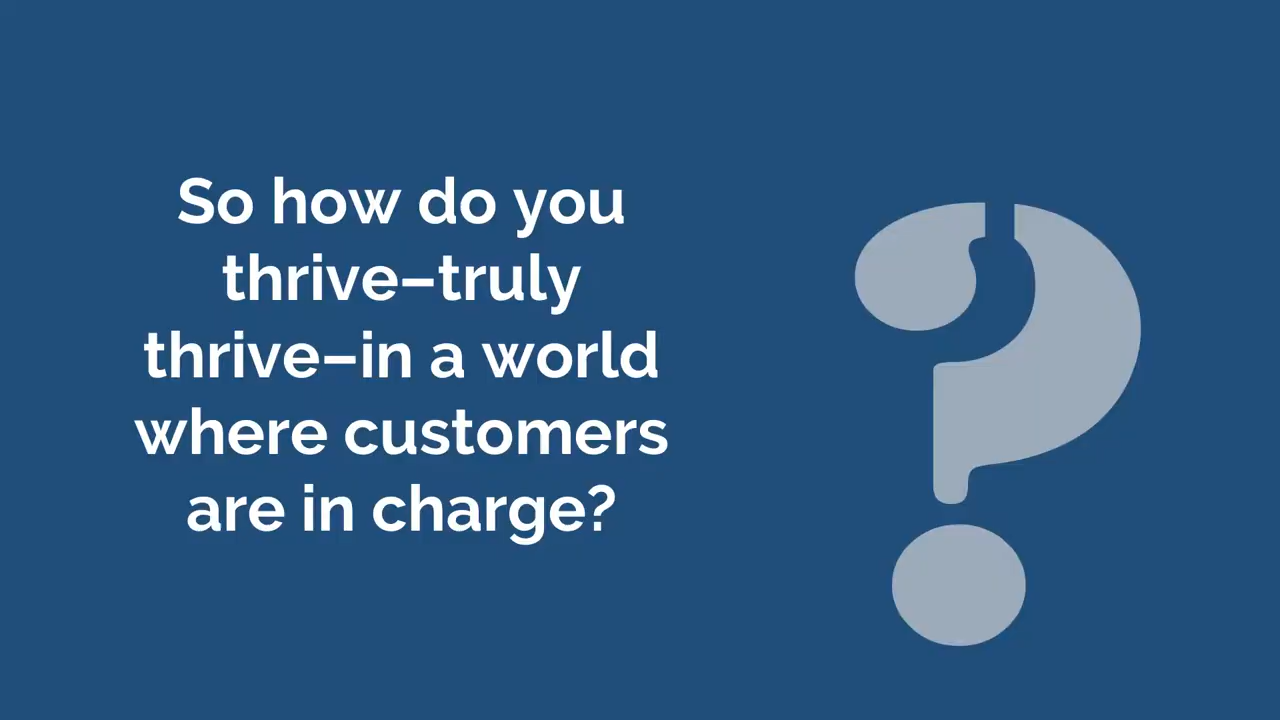 So how do you
thrive–truly
thrive–in a world
where customers
are in charge?
?